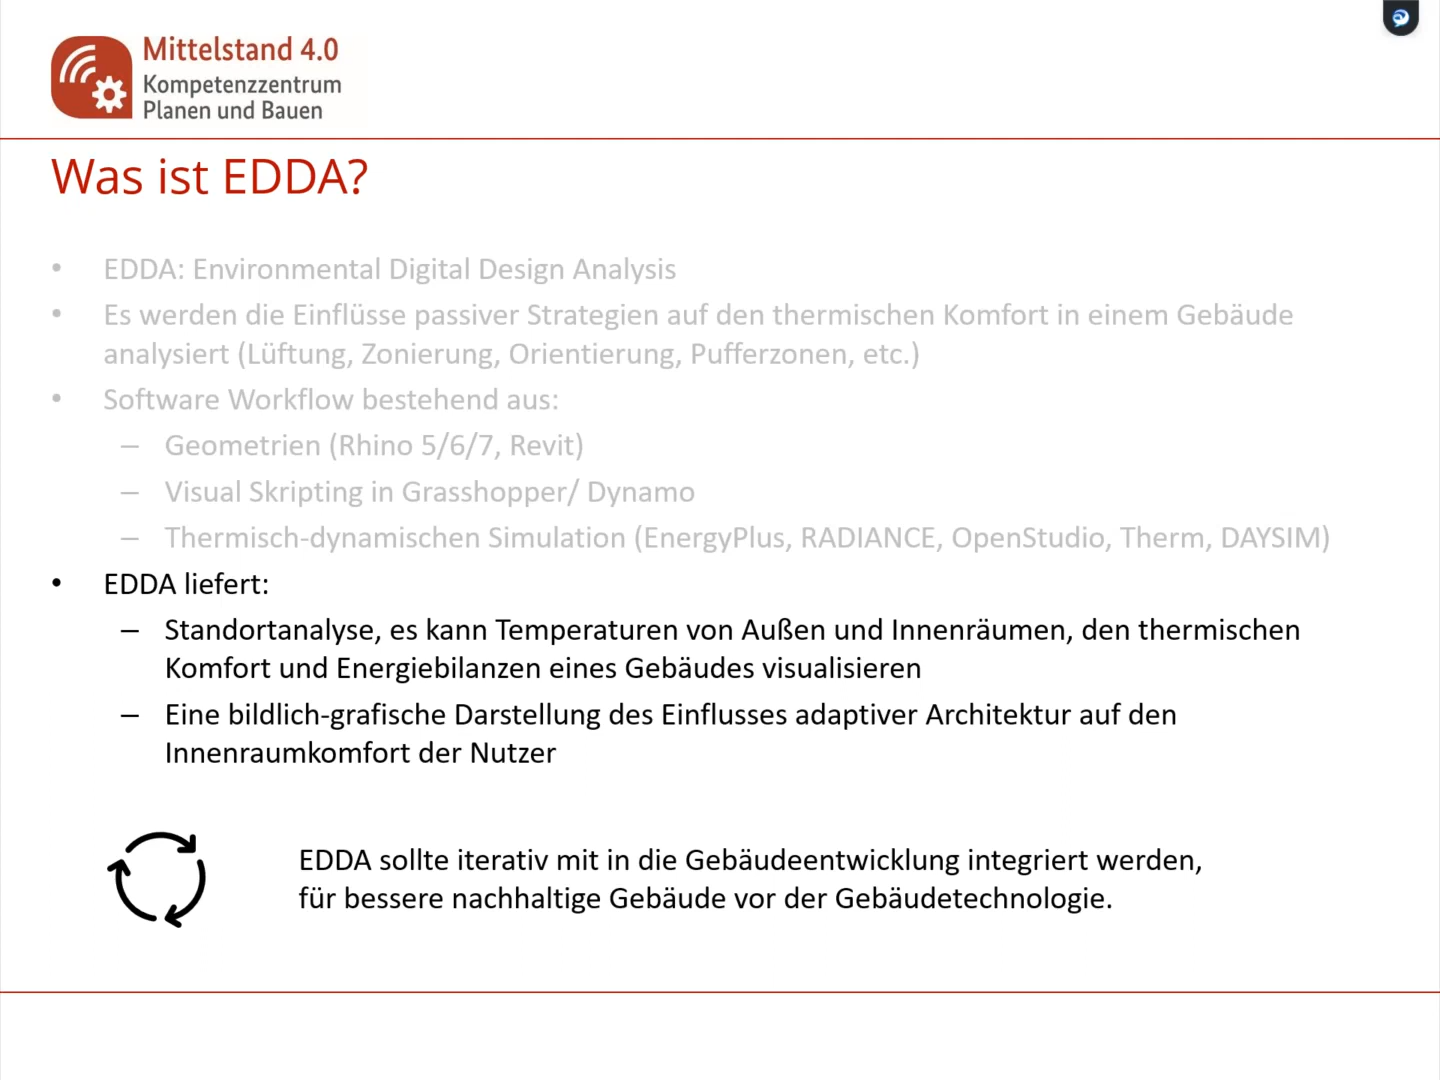 Mittelstand 4.0
Kompetenzzentrum
Planen und Bauen
Was ist EDDA?
• EDDA: Environmental Digital Design Analysis
• Es werden die Einflüsse passiver Strategien auf den thermischen Komfort in einem Gebäude
analysiert (Lüftung, Zonierung, Orientierung, Pufferzonen, etc.)
• Software Workflow bestehend aus:
– Geometrien (Rhino 5/6/7, Revit)
– Visual Skripting in Grasshopper/ Dynamo
– Thermisch-dynamischen Simulation (EnergyPlus, RADIANCE, OpenStudio, Therm, DAYSIM)
• EDDA liefert:
– Standortanalyse, es kann Temperaturen von Außen und Innenräumen, den thermischen
Komfort und Energiebilanzen eines Gebäudes visualisieren
– Eine bildlich-grafische Darstellung des Einflusses adaptiver Architektur auf den
Innenraumkomfort der Nutzer
EDDA sollte iterativ mit in die Gebäudeentwicklung integriert werden,
für bessere nachhaltige Gebäude vor der Gebäudetechnologie.